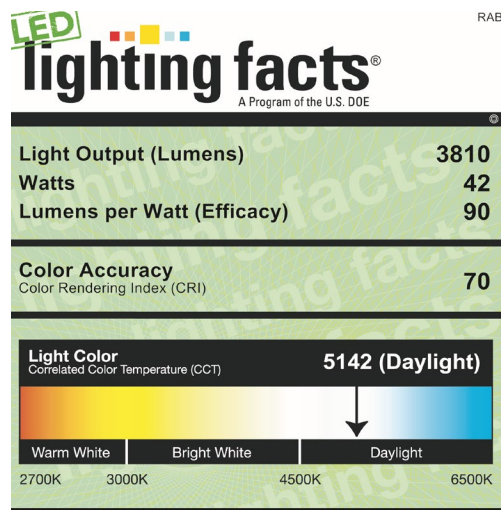 LED
RAB
lighting facts®
A Program of the U.S. DOE
©
Light Output (Lumens) 3810
Watts 42
Lumens per Watt (Efficacy) 90
Color Accuracy
Color Rendering Index (CRI) 70
Light Color
Correlated Color Temperature (CCT) 5142 (Daylight)
Warm White Bright White Daylight
2700K 3000K 4500K 6500K